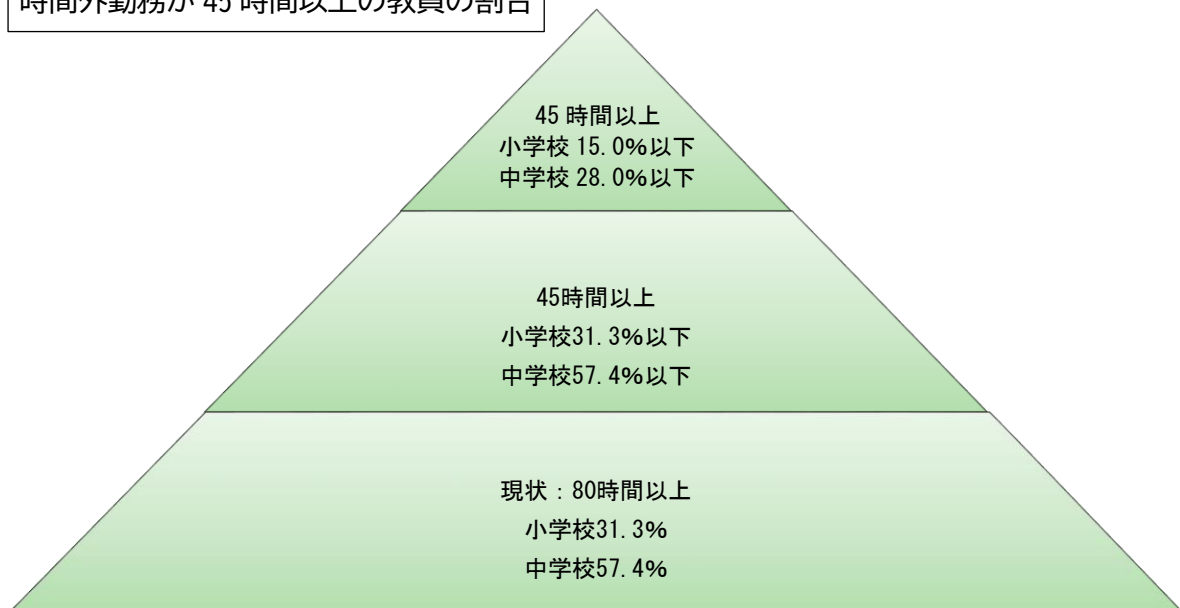 時間外勤務が 45 時間以上の教員の割合
45 時間以上
小学校 15.0%以下
中学校 28.0%以下
45時間以上
小学校31.3%以下
中学校57.4%以下
現状：80時間以上
小学校31.3%
中学校57.4%